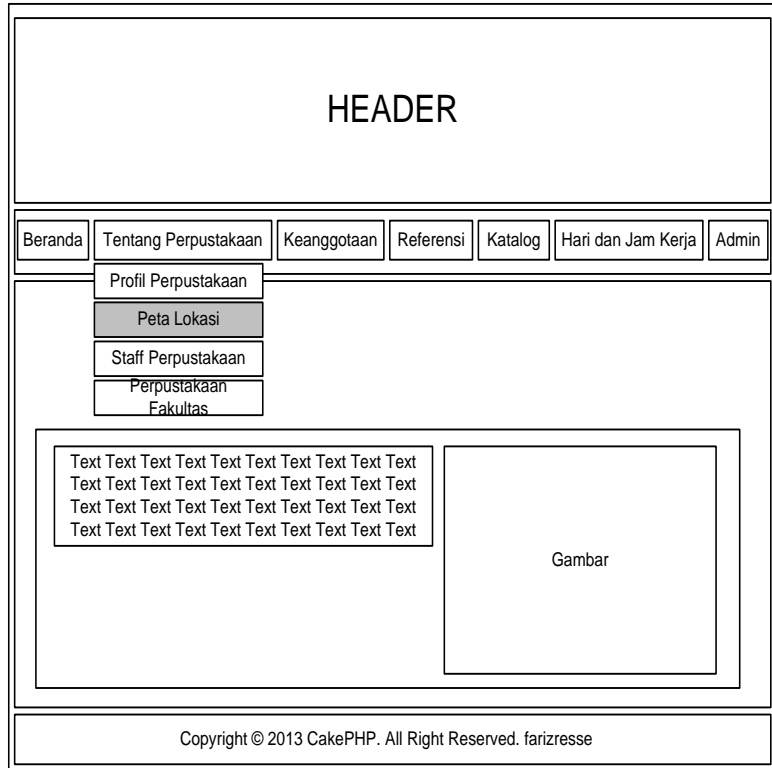 HEADER
Beranda Tentang Perpustakaan Keanggotaan Referensi Katalog Hari dan Jam Kerja Admin
Profil Perpustakaan
Peta Lokasi
Staff Perpustakaan
Perpustakaan
Fakultas
Text Text Text Text Text Text Text Text Text Text
Text Text Text Text Text Text Text Text Text Text
Text Text Text Text Text Text Text Text Text Text
Text Text Text Text Text Text Text Text Text Text
Gambar
Copyright © 2013 CakePHP. All Right Reserved. farizresse